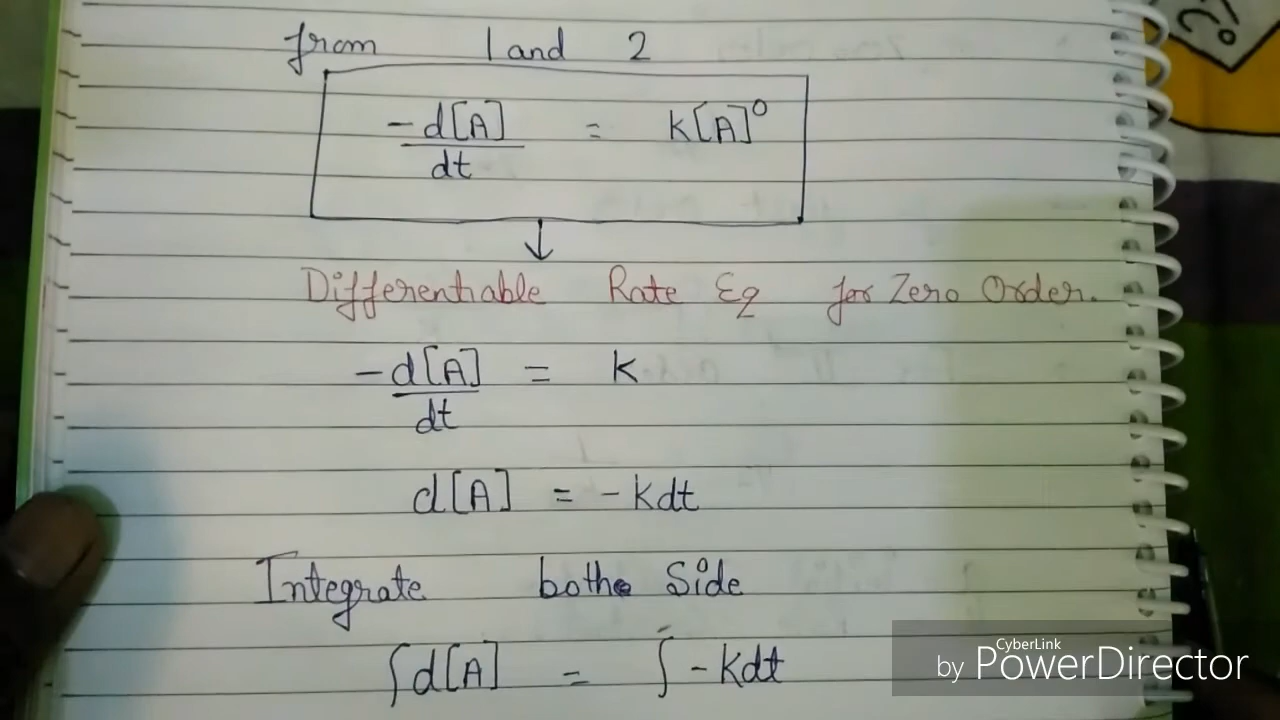 from 1 and 2
-d[A]/dt = k[A]⁰
↓
Differentiable Rate Eq for Zero Order.
-d[A]/dt = k
d[A] = -kdt
Integrate bothe Side
∫d[A] = ∫-kdt
CyberLink
by PowerDirector